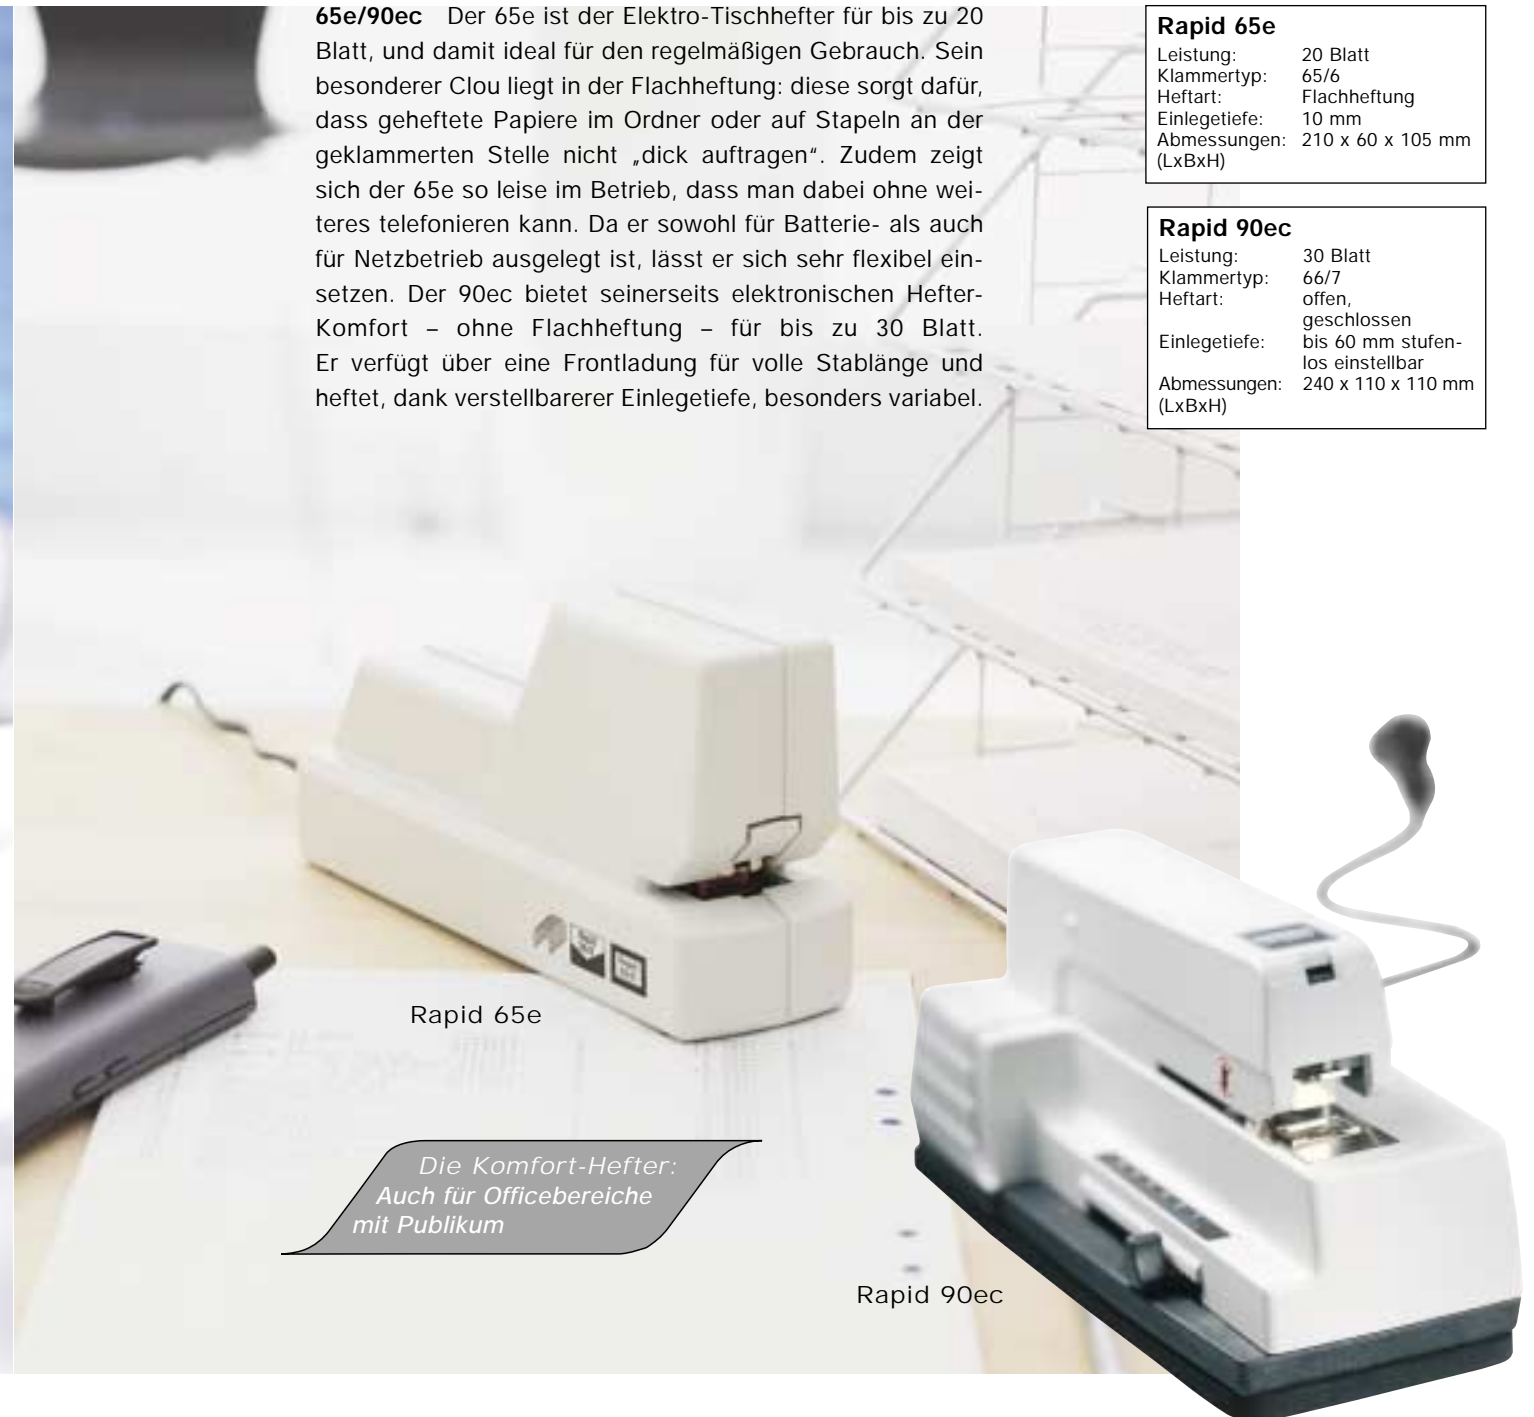 65e/90ec Der 65e ist der Elektro-Tischhefter für bis zu 20
Blatt, und damit ideal für den regelmäßigen Gebrauch. Sein
besonderer Clou liegt in der Flachheftung: diese sorgt dafür,
dass geheftete Papiere im Ordner oder auf Stapeln an der
geklammerten Stelle nicht „dick auftragen“. Zudem zeigt
sich der 65e so leise im Betrieb, dass man dabei ohne wei-
teres telefonieren kann. Da er sowohl für Batterie- als auch
für Netzbetrieb ausgelegt ist, lässt er sich sehr flexibel ein-
setzen. Der 90ec bietet seinerseits elektronischen Hefter-
Komfort – ohne Flachheftung – für bis zu 30 Blatt.
Er verfügt über eine Frontladung für volle Stablänge und
heftet, dank verstellbarerer Einlegetiefe, besonders variabel.
Rapid 65e
Leistung: 20 Blatt
Klammertyp: 65/6
Heftart: Flachheftung
Einlegetiefe: 10 mm
Abmessungen: 210 x 60 x 105 mm
(LxBxH)
Rapid 90ec
Leistung: 30 Blatt
Klammertyp: 66/7
Heftart: offen,
geschlossen
Einlegetiefe: bis 60 mm stufen-
los einstellbar
Abmessungen: 240 x 110 x 110 mm
(LxBxH)
Rapid 65e
Die Komfort-Hefter:
Auch für Officebereiche
mit Publikum
Rapid 90ec